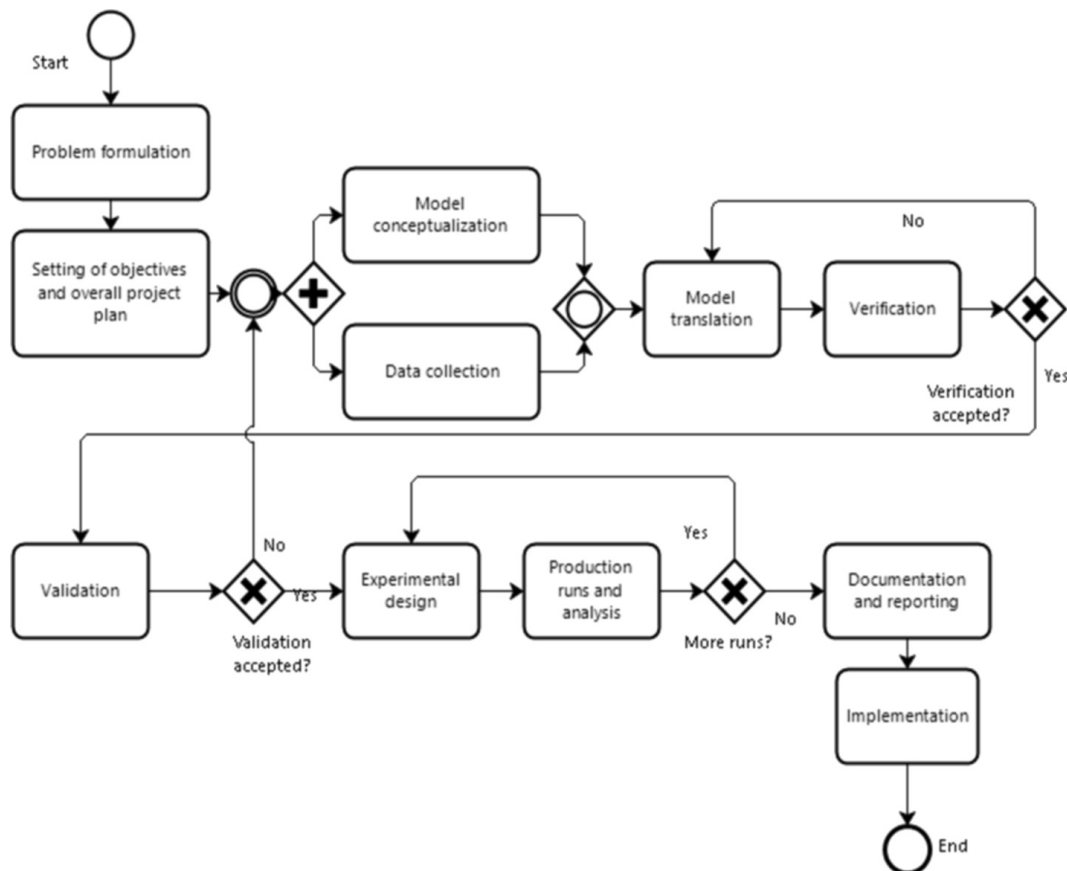 Start
Problem formulation
Setting of objectives
and overall project
plan
Model
conceptualization
Data collection
Model
translation
Verification
No
Yes
Verification
accepted?
Validation
No
Yes
Validation
accepted?
Experimental
design
Production
runs and
analysis
Yes
No
More runs?
Documentation
and reporting
Implementation
End